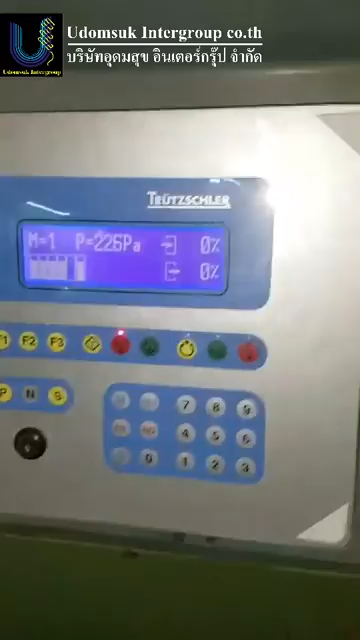 Udomsuk Intergroup co.th
บริษัทอุดมสุข อินเตอร์กรุ๊ป จำกัด
Udomsuk Intergroup
TRÜTZSCHLER
M=1 P=226Pa 0%
0%
F2 F3
N S
7 8 9
4 5 6
0 1 2 3